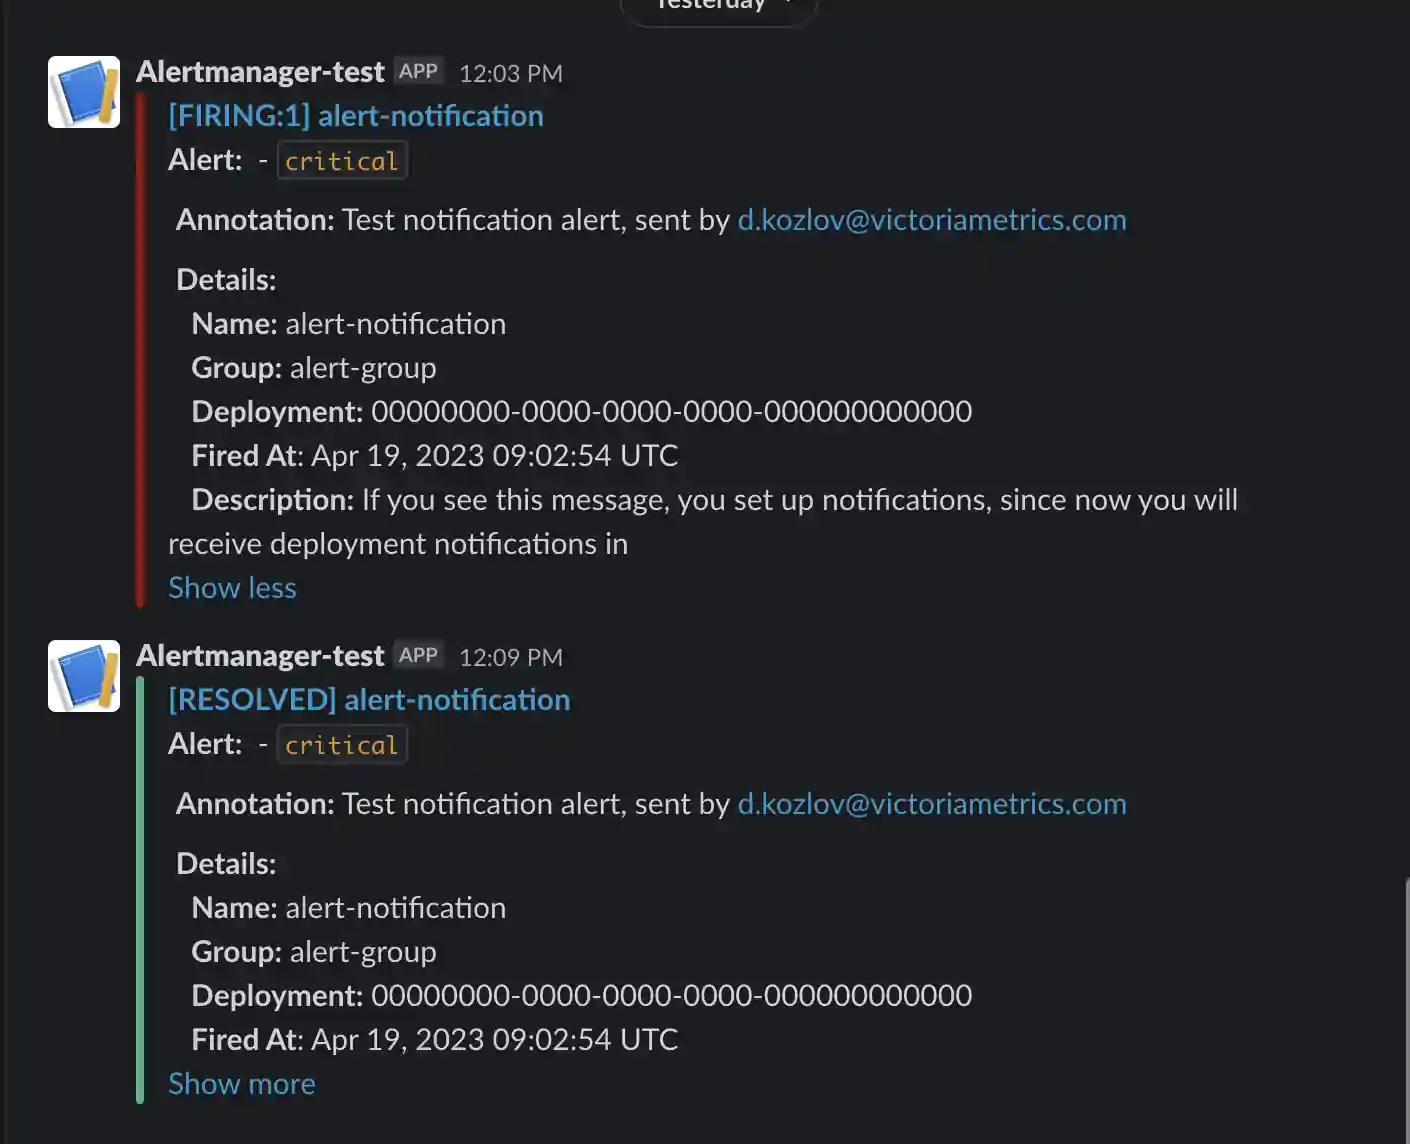 Yesterday
Alertmanager-test APP 12:03 PM
[FIRING:1] alert-notification
Alert: - critical
Annotation: Test notification alert, sent by d.kozlov@victoriametrics.com
Details:
Name: alert-notification
Group: alert-group
Deployment: 00000000-0000-0000-0000-000000000000
Fired At: Apr 19, 2023 09:02:54 UTC
Description: If you see this message, you set up notifications, since now you will
receive deployment notifications in
Show less
Alertmanager-test APP 12:09 PM
[RESOLVED] alert-notification
Alert: - critical
Annotation: Test notification alert, sent by d.kozlov@victoriametrics.com
Details:
Name: alert-notification
Group: alert-group
Deployment: 00000000-0000-0000-0000-000000000000
Fired At: Apr 19, 2023 09:02:54 UTC
Show more